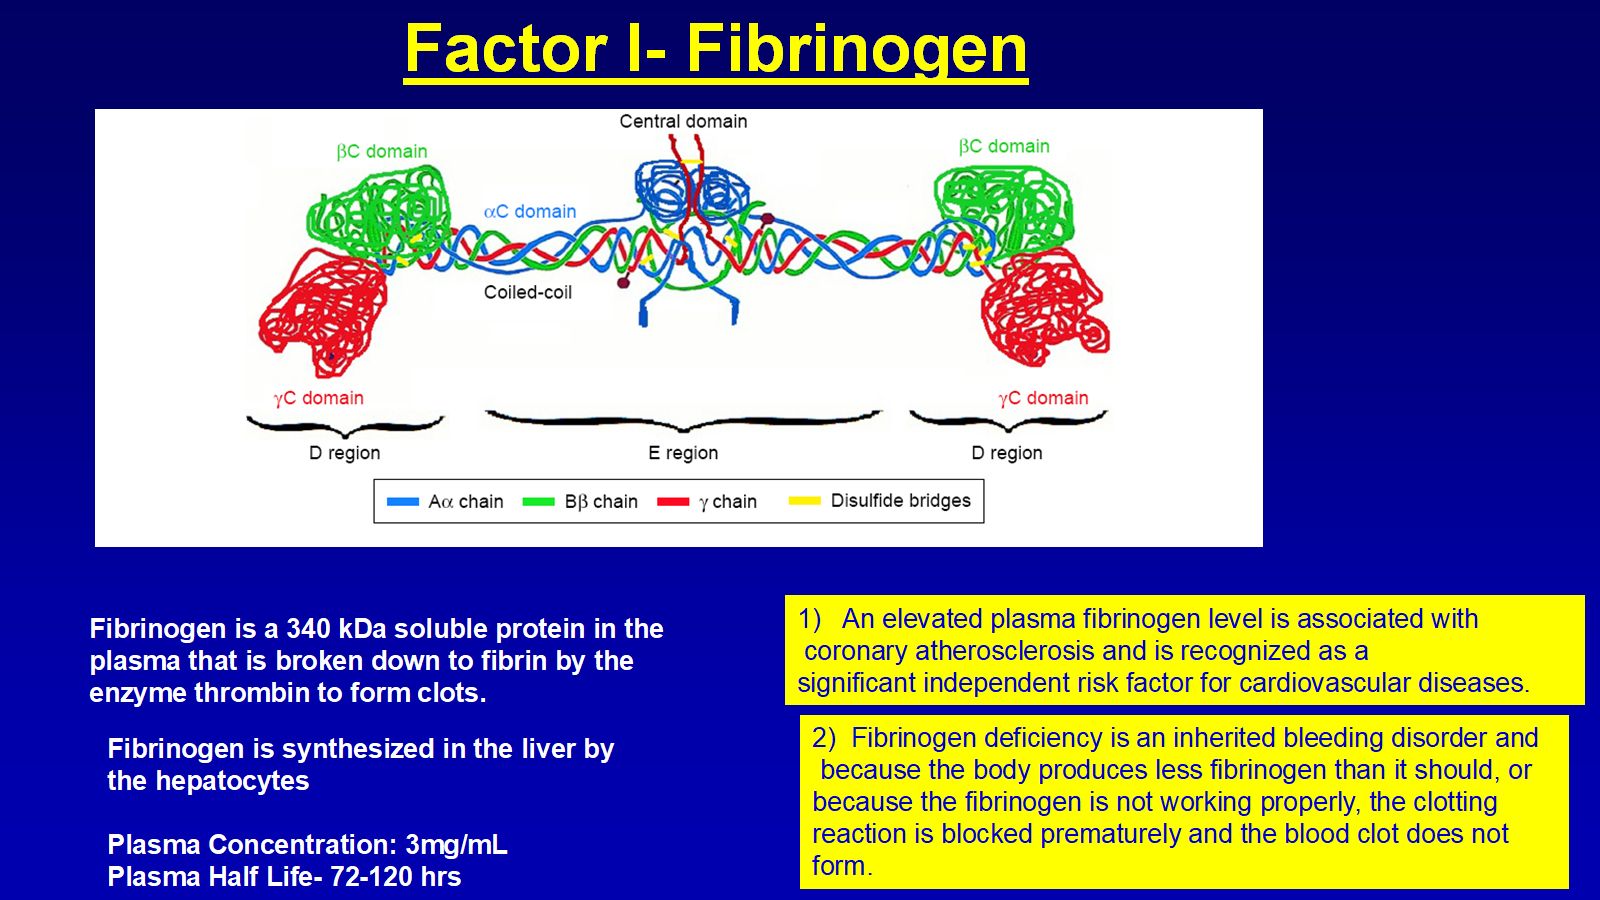 Factor I- Fibrinogen
Central domain
βC domain
βC domain
αC domain
Coiled-coil
γC domain
γC domain
D region
E region
D region
Aα chain
Bβ chain
γ chain
Disulfide bridges
Fibrinogen is a 340 kDa soluble protein in the
plasma that is broken down to fibrin by the
enzyme thrombin to form clots.
Fibrinogen is synthesized in the liver by
the hepatocytes
Plasma Concentration: 3mg/mL
Plasma Half Life- 72-120 hrs
1) An elevated plasma fibrinogen level is associated with
coronary atherosclerosis and is recognized as a
significant independent risk factor for cardiovascular diseases.
2) Fibrinogen deficiency is an inherited bleeding disorder and
because the body produces less fibrinogen than it should, or
because the fibrinogen is not working properly, the clotting
reaction is blocked prematurely and the blood clot does not
form.